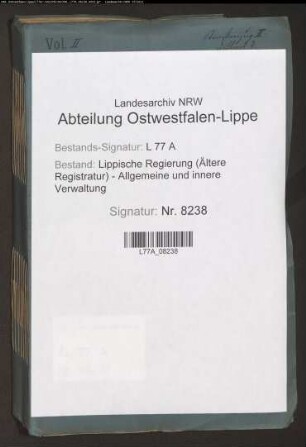 Vol. II
Landesarchiv NRW
Abteilung Ostwestfalen-Lippe
Bestands-Signatur: L 77 A
Bestand: Lippische Regierung (Ältere
Registratur) - Allgemeine und innere
Verwaltung
Signatur: Nr. 8238
L77A_08238